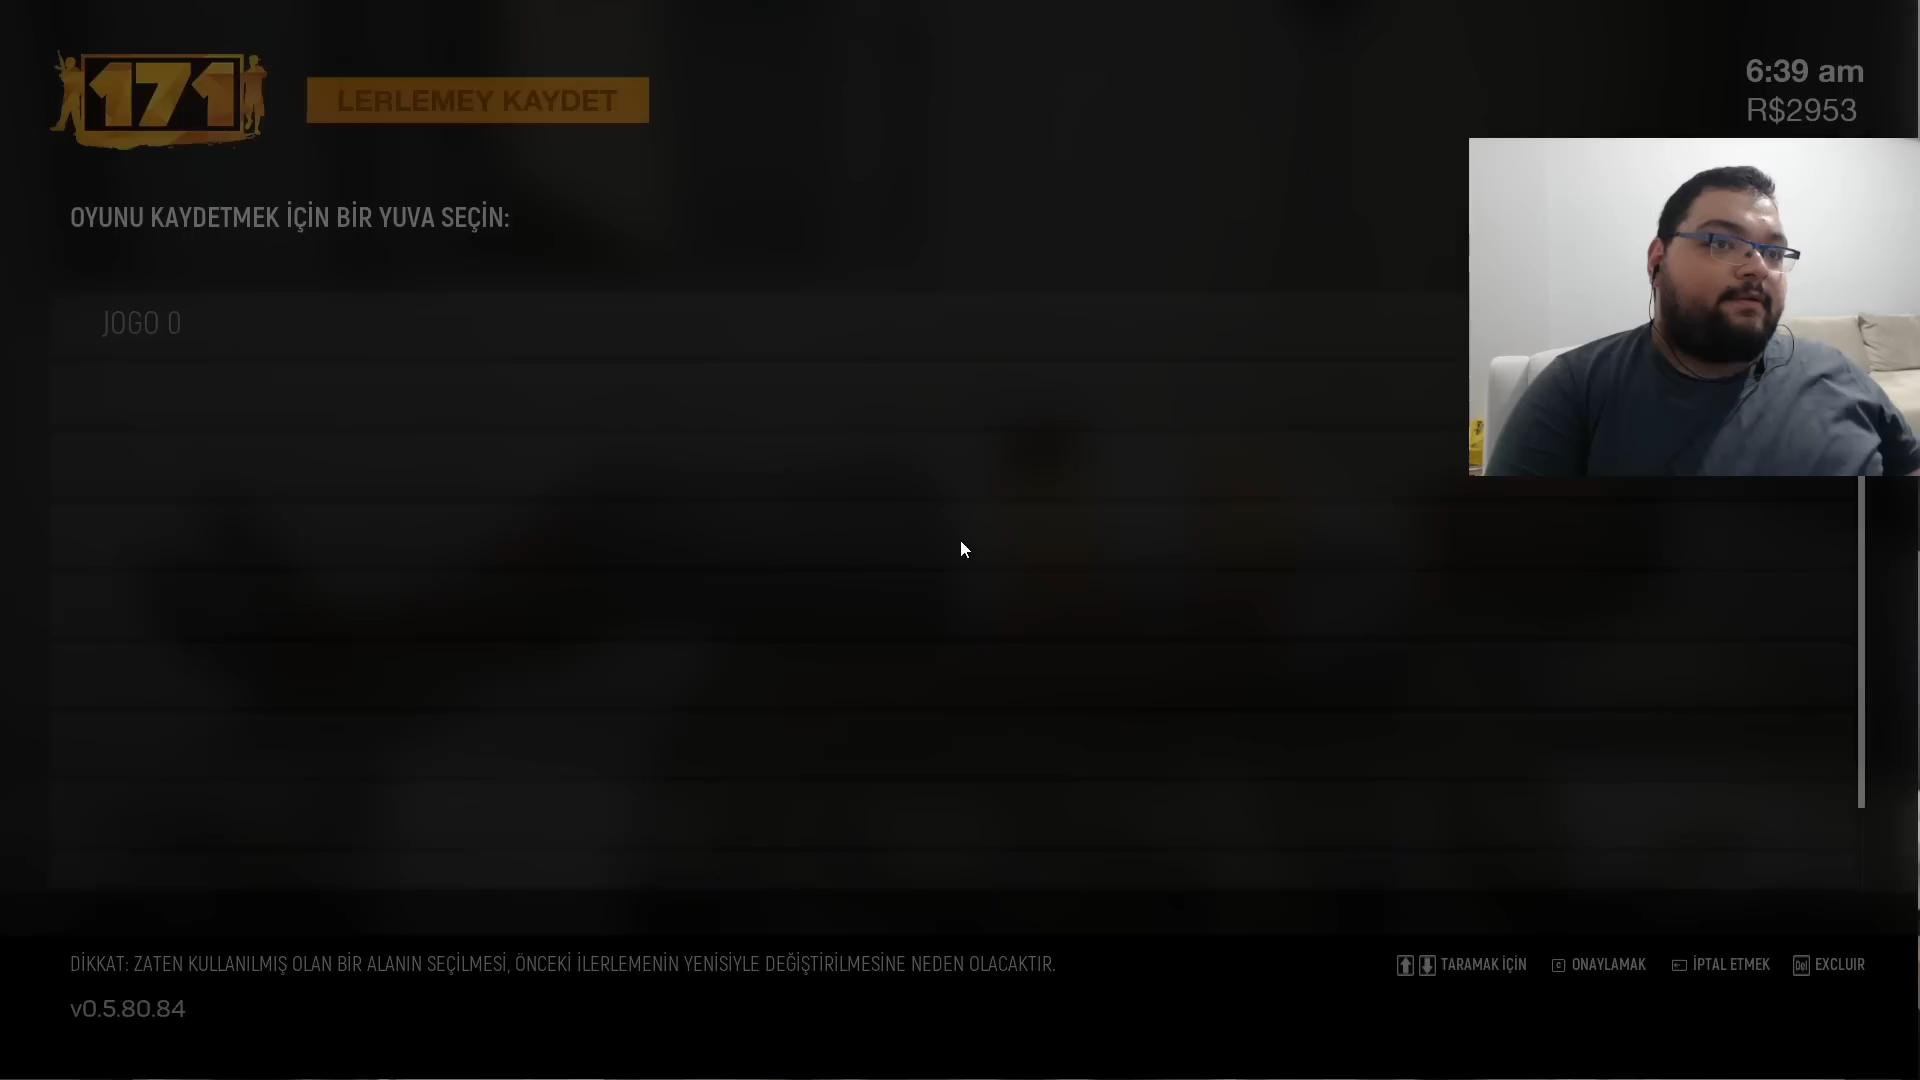 171
LERLEMEY KAYDET
6:39 am
R$2953
OYUNU KAYDETMEK İÇİN BİR YUVA SEÇİN:
JOGO 0
DİKKAT: ZATEN KULLANILMIŞ OLAN BİR ALANIN SEÇİLMESİ, ÖNCEKİ İLERLEMENİN YENİSİYLE DEĞİŞTİRİLMESİNE NEDEN OLACAKTIR.
TARAMAK İÇİN C ONAYLAMAK İPTAL ETMEK Del EXCLUIR
v0.5.80.84